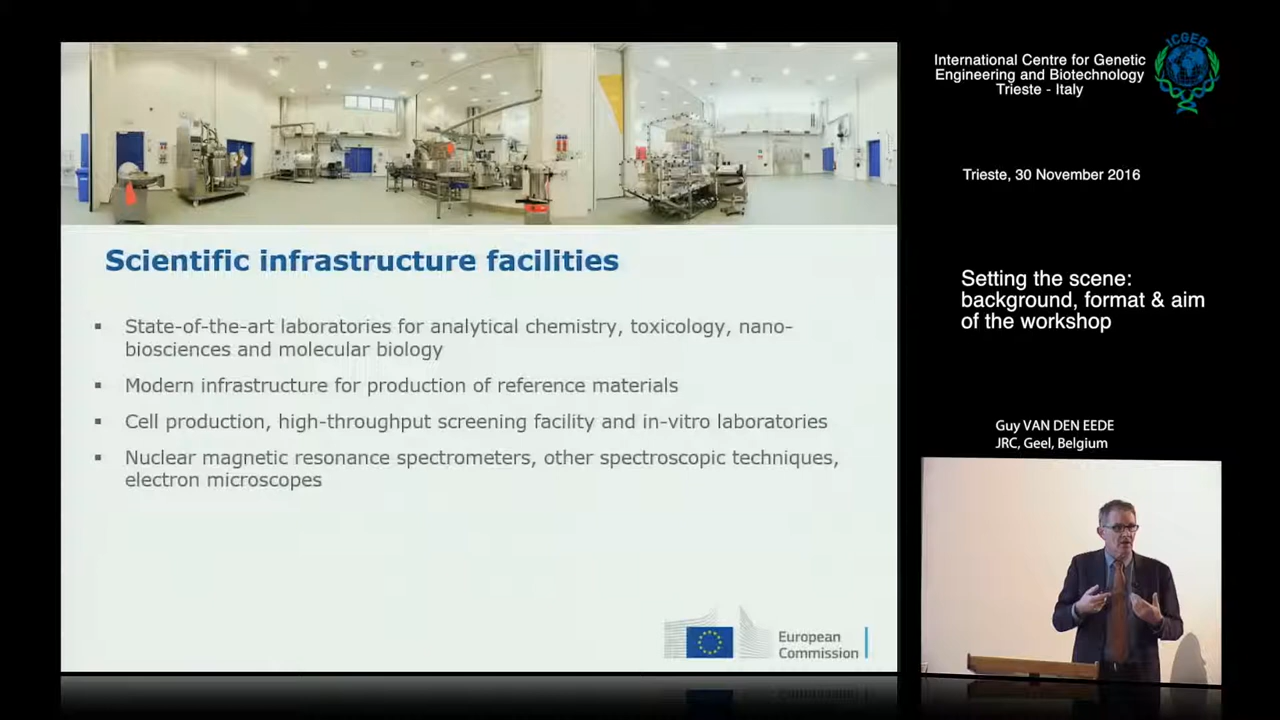 Scientific infrastructure facilities
State-of-the-art laboratories for analytical chemistry, toxicology, nano-
biosciences and molecular biology
Modern infrastructure for production of reference materials
Cell production, high-throughput screening facility and in-vitro laboratories
Nuclear magnetic resonance spectrometers, other spectroscopic techniques,
electron microscopes
European
Commission
International Centre for Genetic
Engineering and Biotechnology
Trieste - Italy
ICGEB
Trieste, 30 November 2016
Setting the scene:
background, format & aim
of the workshop
Guy VAN DEN EEDE
JRC, Geel, Belgium